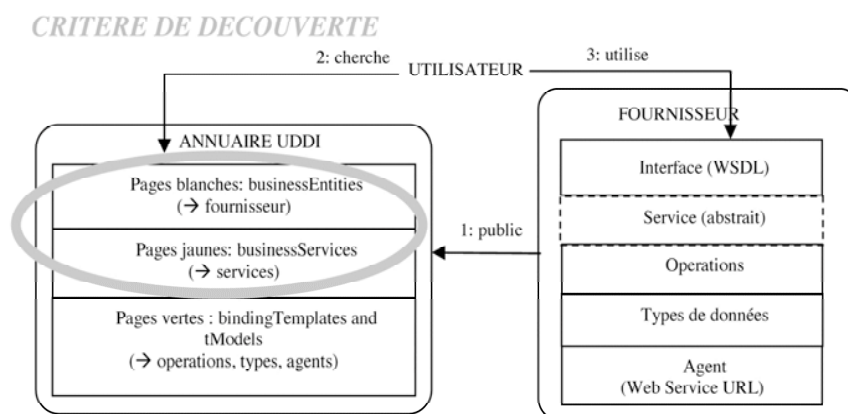 CRITERE DE DECOUVERTE
2: cherche
UTILISATEUR
3: utilise
ANNUAIRE UDDI
Pages blanches: businessEntities
(→ fournisseur)
Pages jaunes: businessServices
(→ services)
Pages vertes : bindingTemplates and
tModels
(→ operations, types, agents)
1: public
FOURNISSEUR
Interface (WSDL)
Service (abstrait)
Operations
Types de données
Agent
(Web Service URL)